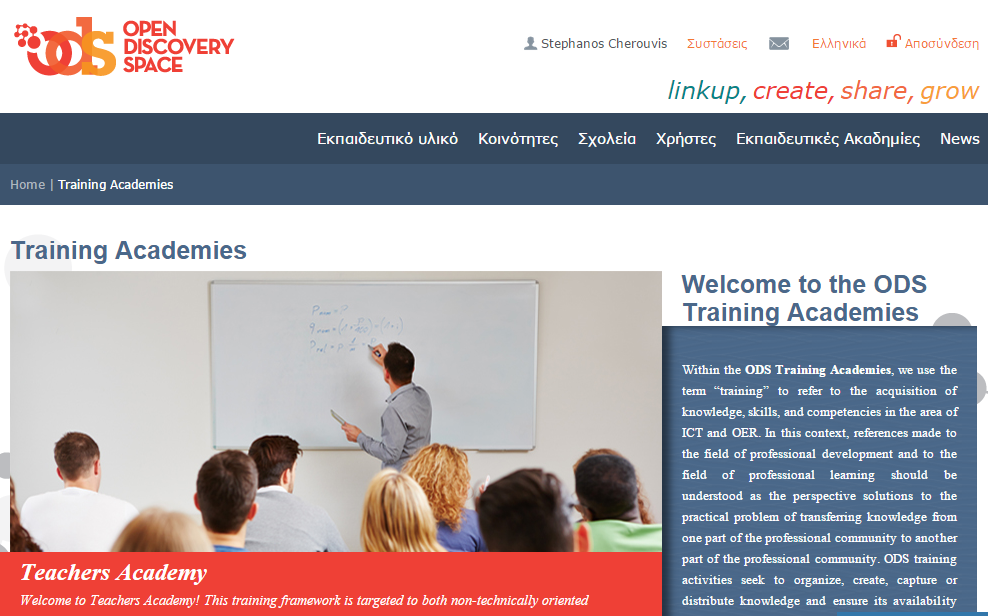 ods OPEN
DISCOVERY
SPACE
Stephanos Cherouvis Συστάσεις Ελληνικά Αποσύνδεση
linkup, create, share, grow
Εκπαιδευτικό υλικό Κοινότητες Σχολεία Χρήστες Εκπαιδευτικές Ακαδημίες News
Home | Training Academies
Training Academies
Teachers Academy
Welcome to Teachers Academy! This training framework is targeted to both non-technically oriented
Welcome to the ODS
Training Academies
Within the ODS Training Academies, we use the
term “training” to refer to the acquisition of
knowledge, skills, and competencies in the area of
ICT and OER. In this context, references made to
the field of professional development and to the
field of professional learning should be
understood as the perspective solutions to the
practical problem of transferring knowledge from
one part of the professional community to another
part of the professional community. ODS training
activities seek to organize, create, capture or
distribute knowledge and ensure its availability